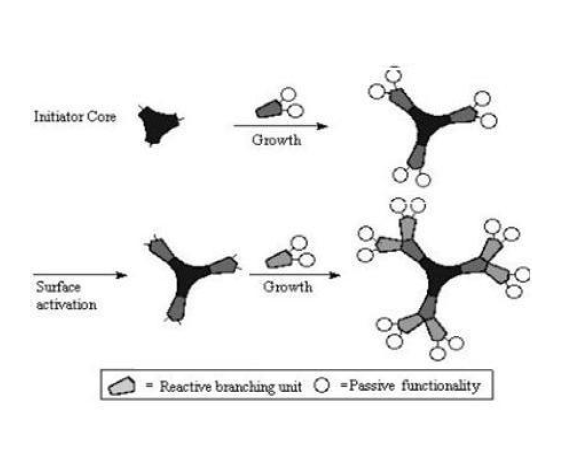 Initiator Core
Growth
Surface
activation
Growth
= Reactive branching unit
=Passive functionality